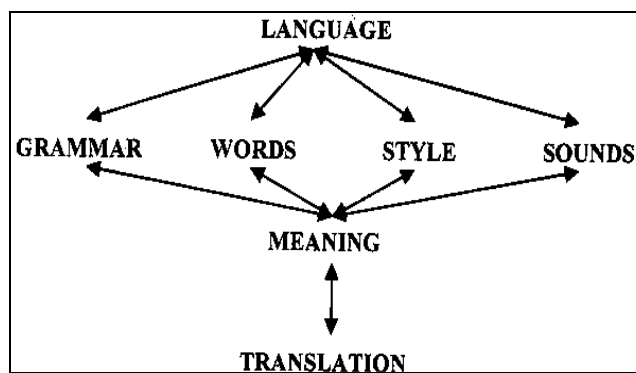 LANGUAGE
GRAMMAR WORDS STYLE SOUNDS
MEANING
TRANSLATION